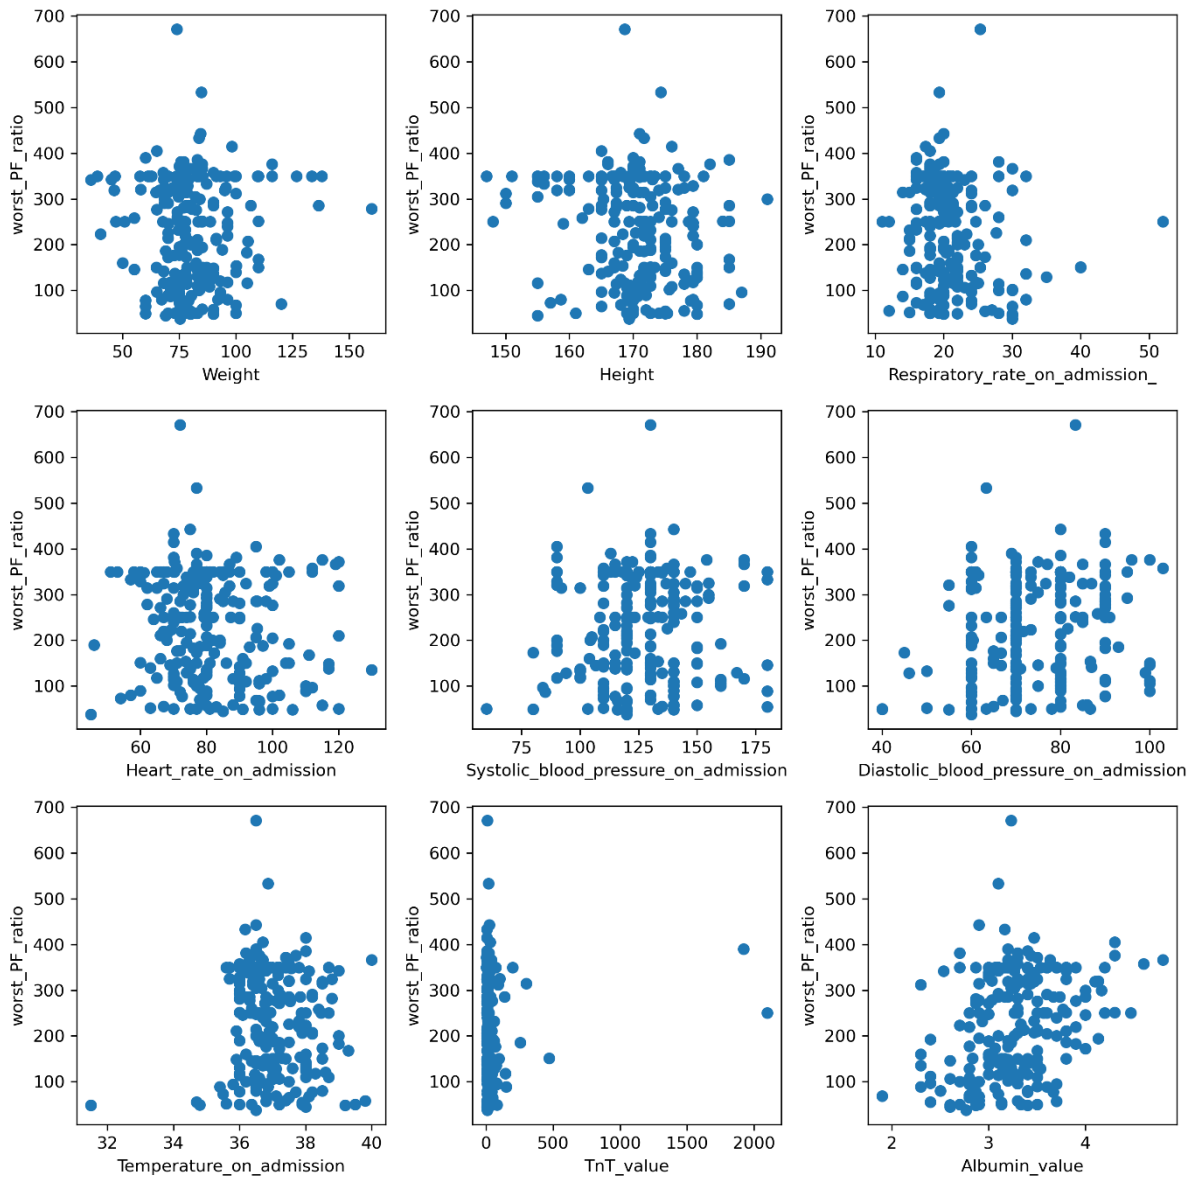 700
600
500
400
300
200
100
worst_PF_ratio
50 75 100 125 150
Weight
700
600
500
400
300
200
100
worst_PF_ratio
150 160 170 180 190
Height
700
600
500
400
300
200
100
worst_PF_ratio
10 20 30 40 50
Respiratory_rate_on_admission_
700
600
500
400
300
200
100
worst_PF_ratio
60 80 100 120
Heart_rate_on_admission
700
600
500
400
300
200
100
worst_PF_ratio
75 100 125 150 175
Systolic_blood_pressure_on_admission
700
600
500
400
300
200
100
worst_PF_ratio
40 60 80 100
Diastolic_blood_pressure_on_admission
700
600
500
400
300
200
100
worst_PF_ratio
32 34 36 38 40
Temperature_on_admission
700
600
500
400
300
200
100
worst_PF_ratio
0 500 1000 1500 2000
TnT_value
700
600
500
400
300
200
100
worst_PF_ratio
2 3 4
Albumin_value